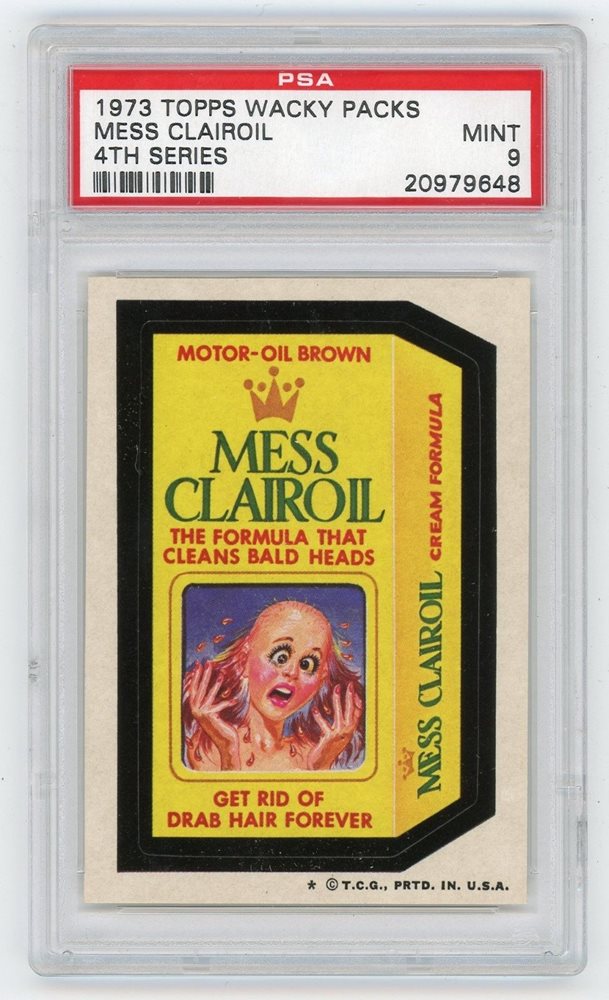 PSA
1973 TOPPS WACKY PACKS
MESS CLAIROIL MINT
4TH SERIES 9
20979648
MOTOR-OIL BROWN
MESS
CLAIROIL
THE FORMULA THAT
CLEANS BALD HEADS
GET RID OF
DRAB HAIR FOREVER
MESS CLAIROIL CREAM FORMULA
* © T.C.G., PRTD. IN. U.S.A.